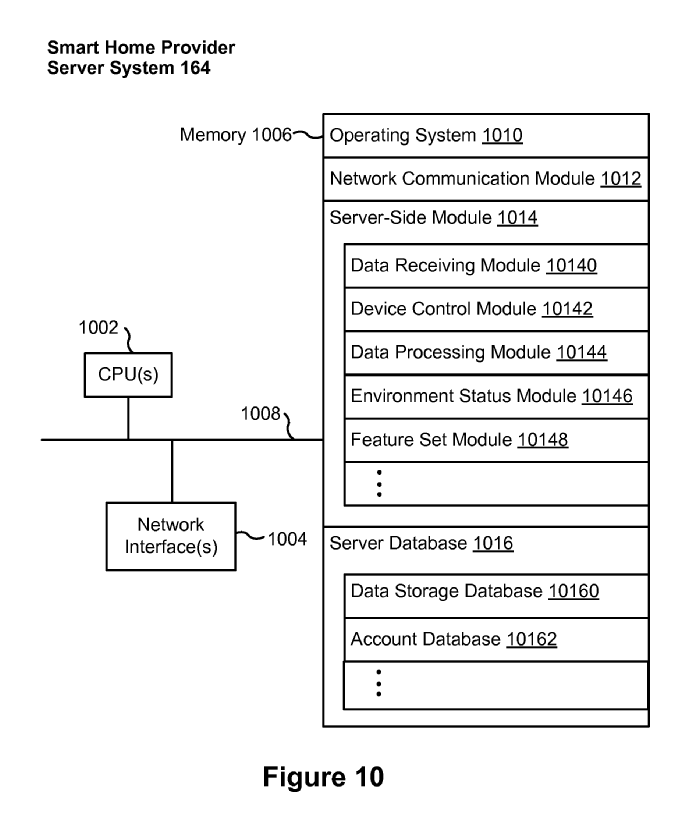 Smart Home Provider
Server System 164
Memory 1006
Operating System 1010
Network Communication Module 1012
Server-Side Module 1014
Data Receiving Module 10140
Device Control Module 10142
Data Processing Module 10144
Environment Status Module 10146
Feature Set Module 10148
1002
CPU(s)
1008
Network
Interface(s)
1004
Server Database 1016
Data Storage Database 10160
Account Database 10162
Figure 10